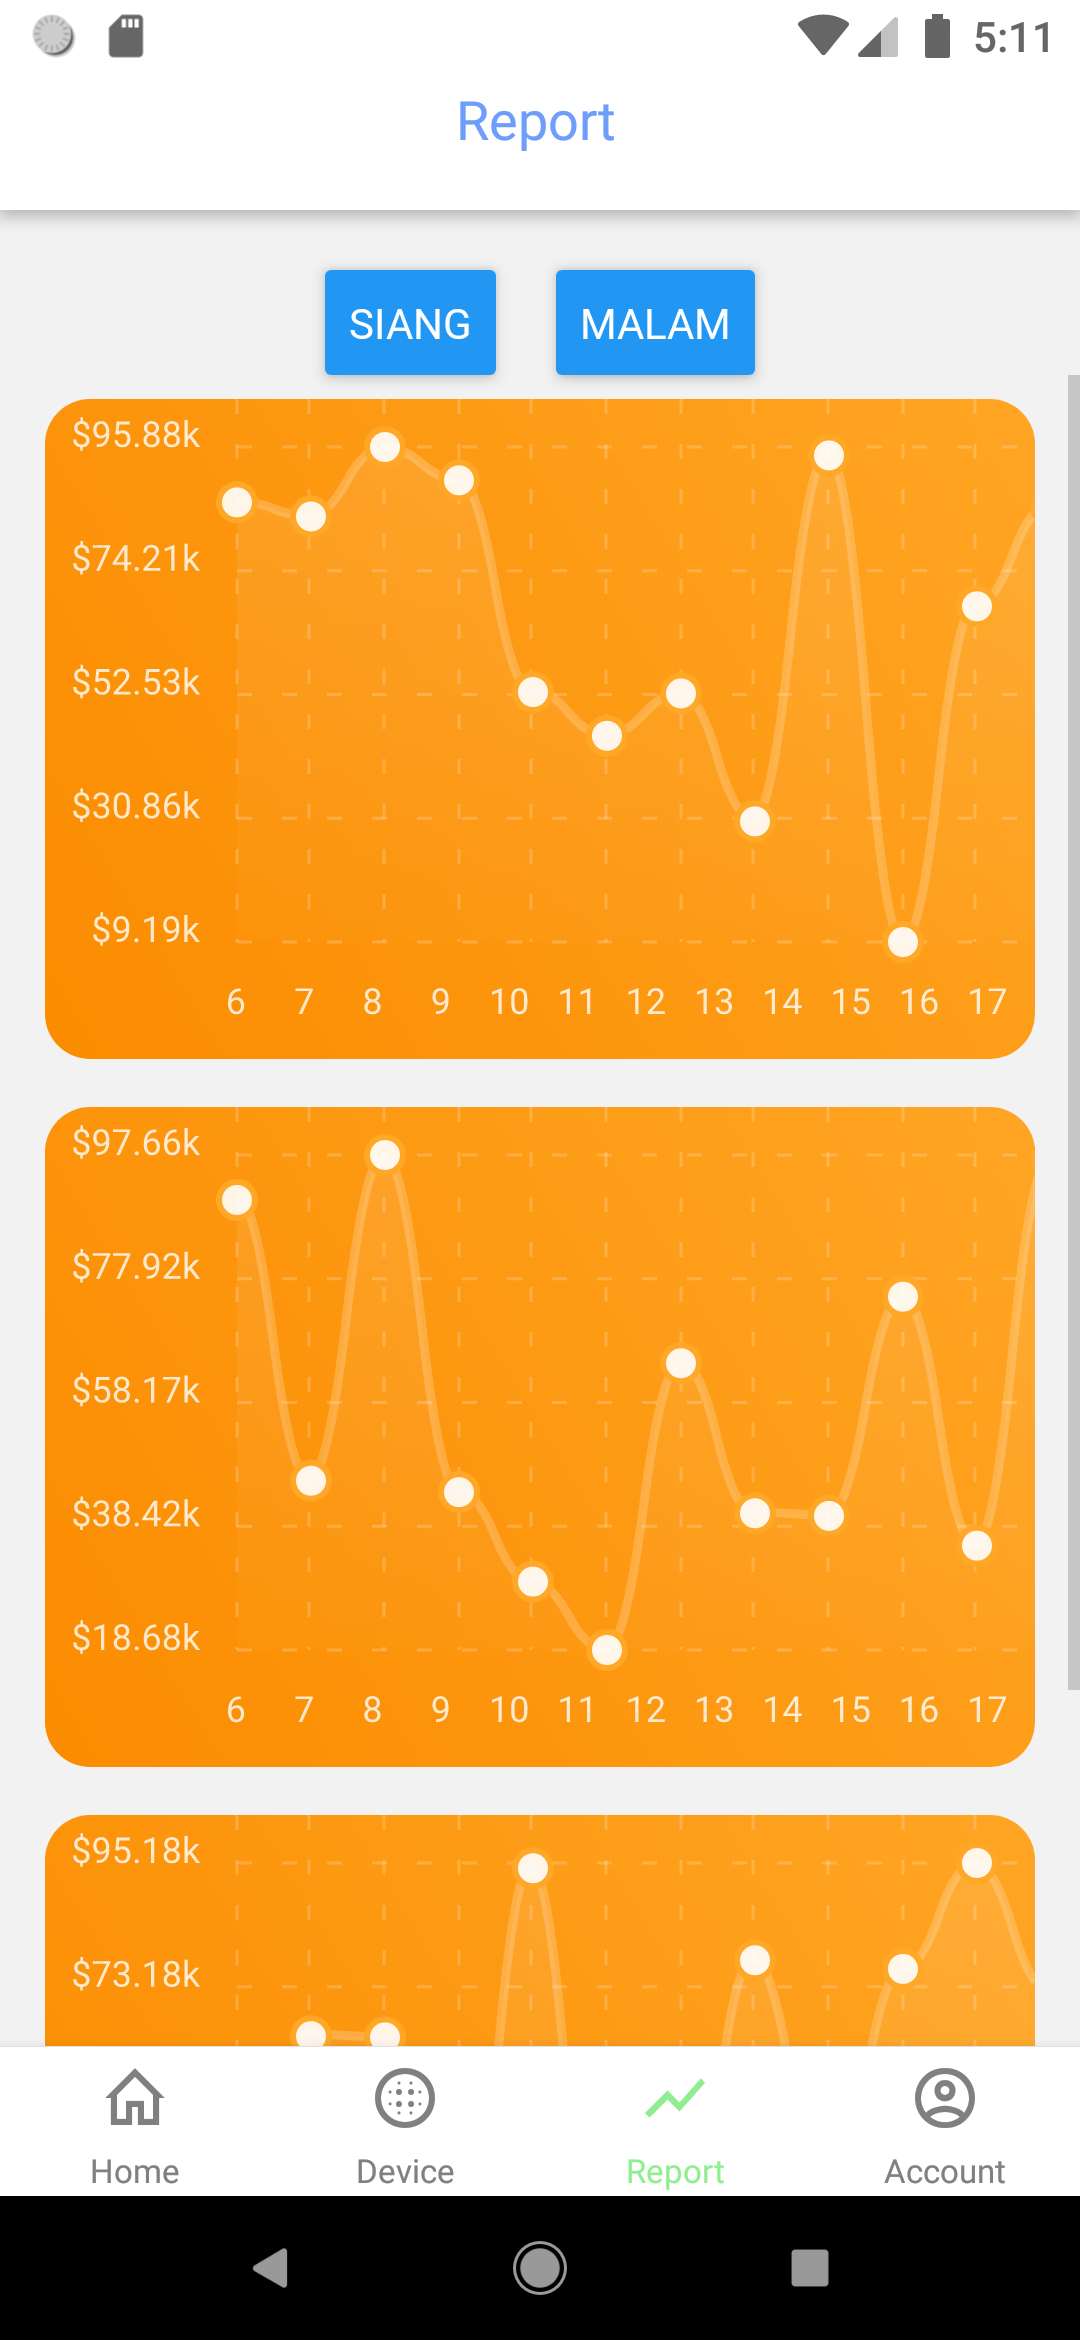 5:11
Report
SIANG MALAM
$95.88k
$74.21k
$52.53k
$30.86k
$9.19k
6 7 8 9 10 11 12 13 14 15 16 17
$97.66k
$77.92k
$58.17k
$38.42k
$18.68k
6 7 8 9 10 11 12 13 14 15 16 17
$95.18k
$73.18k
Home Device Report Account